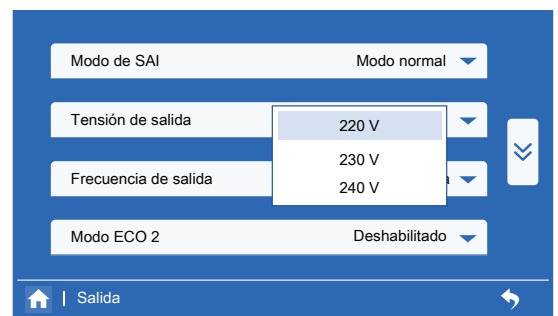 Modo de SAI Modo normal
Tensión de salida
220 V
230 V
Frecuencia de salida
240 V
Modo ECO 2 Deshabilitado
Salida